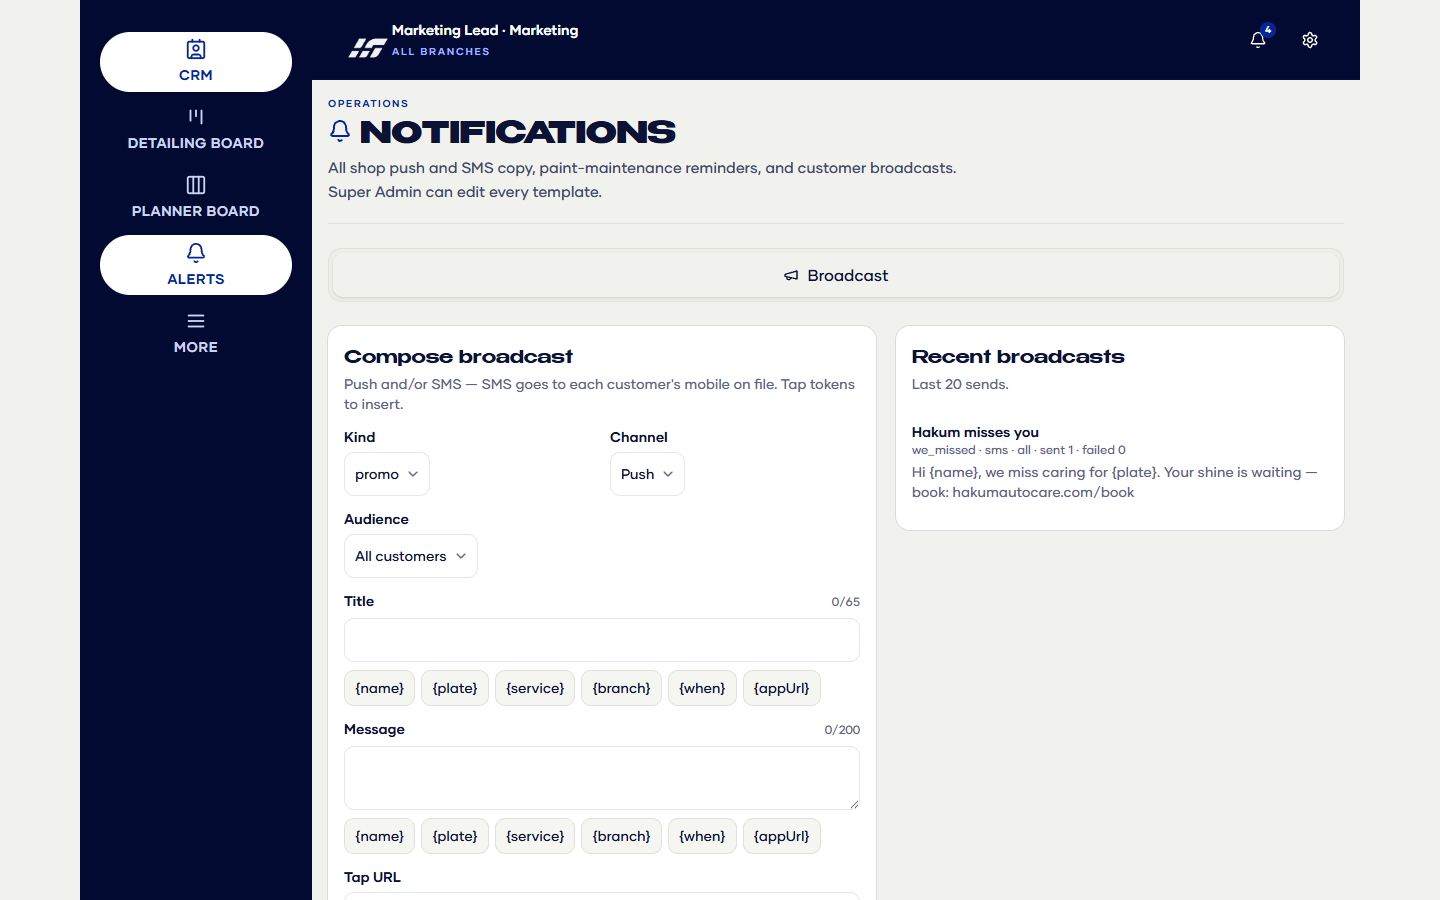 CRM
DETAILING BOARD
PLANNER BOARD
ALERTS
MORE
Marketing Lead · Marketing
ALL BRANCHES
4
OPERATIONS
NOTIFICATIONS
All shop push and SMS copy, paint-maintenance reminders, and customer broadcasts.
Super Admin can edit every template.
Broadcast
Compose broadcast
Push and/or SMS — SMS goes to each customer's mobile on file. Tap tokens
to insert.
Kind
Channel
promo
Push
Audience
All customers
Title
0/65
{name} {plate} {service} {branch} {when} {appUrl}
Message
0/200
{name} {plate} {service} {branch} {when} {appUrl}
Tap URL
Recent broadcasts
Last 20 sends.
Hakum misses you
we_missed · sms · all · sent 1 · failed 0
Hi {name}, we miss caring for {plate}. Your shine is waiting —
book: hakumautocare.com/book